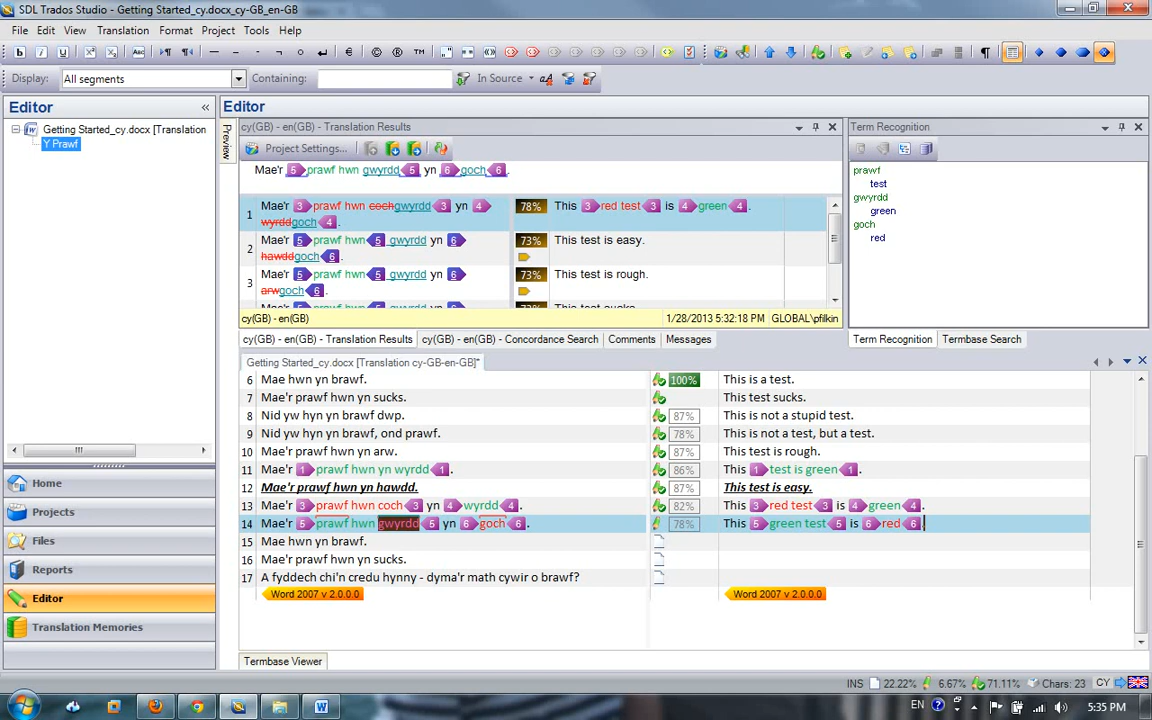 SDL Trados Studio - Getting Started_cy.docx_cy-GB_en-GB
File Edit View Translation Format Project Tools Help
b i U
Display: All segments Containing: In Source
Editor
Getting Started_cy.docx [Translation
Y Prawf
Home
Projects
Files
Reports
Editor
Translation Memories
Editor
Preview
cy(GB) - en(GB) - Translation Results
Project Settings...
Mae'r 5 prawf hwn gwyrdd 5 yn 6 goch 6 .
1 Mae'r 3 prawf hwn cochgwyrdd 3 yn 4 78% This 3 red test 3 is 4 green 4 .
wyrddgoch 4 .
2 Mae'r 5 prawf hwn 5 gwyrdd yn 6 73% This test is easy.
hawddgoch 6 .
3 Mae'r 5 prawf hwn 5 gwyrdd yn 6 73% This test is rough.
arwgoch 6 .
Mae'r 5 prawf hwn 5 gwyrdd yn 6 73% This test sucks.
cy(GB) - en(GB) 1/28/2013 5:32:18 PM GLOBAL\pfilkin
cy(GB) - en(GB) - Translation Results cy(GB) - en(GB) - Concordance Search Comments Messages
Term Recognition
prawf
test
gwyrdd
green
goch
red
Term Recognition Termbase Search
Getting Started_cy.docx [Translation cy-GB-en-GB]*
6 Mae hwn yn brawf. 100% This is a test.
7 Mae'r prawf hwn yn sucks. This test sucks.
8 Nid yw hyn yn brawf dwp. 87% This is not a stupid test.
9 Nid yw hyn yn brawf, ond prawf. 78% This is not a test, but a test.
10 Mae'r prawf hwn yn arw. 87% This test is rough.
11 Mae'r 1 prawf hwn yn wyrdd 1 . 86% This 1 test is green 1 .
12 Mae'r prawf hwn yn hawdd. 87% This test is easy.
13 Mae'r 3 prawf hwn coch 3 yn 4 wyrdd 4 . 82% This 3 red test 3 is 4 green 4 .
14 Mae'r 5 prawf hwn gwyrdd 5 yn 6 goch 6 . 78% This 5 green test 5 is 6 red 6 .
15 Mae hwn yn brawf.
16 Mae'r prawf hwn yn sucks.
17 A fyddech chi'n credu hynny - dyma'r math cywir o brawf?
Word 2007 v 2.0.0.0 Word 2007 v 2.0.0.0
Termbase Viewer
INS 22.22% 6.67% 71.11% Chars: 23 CY
EN 5:35 PM